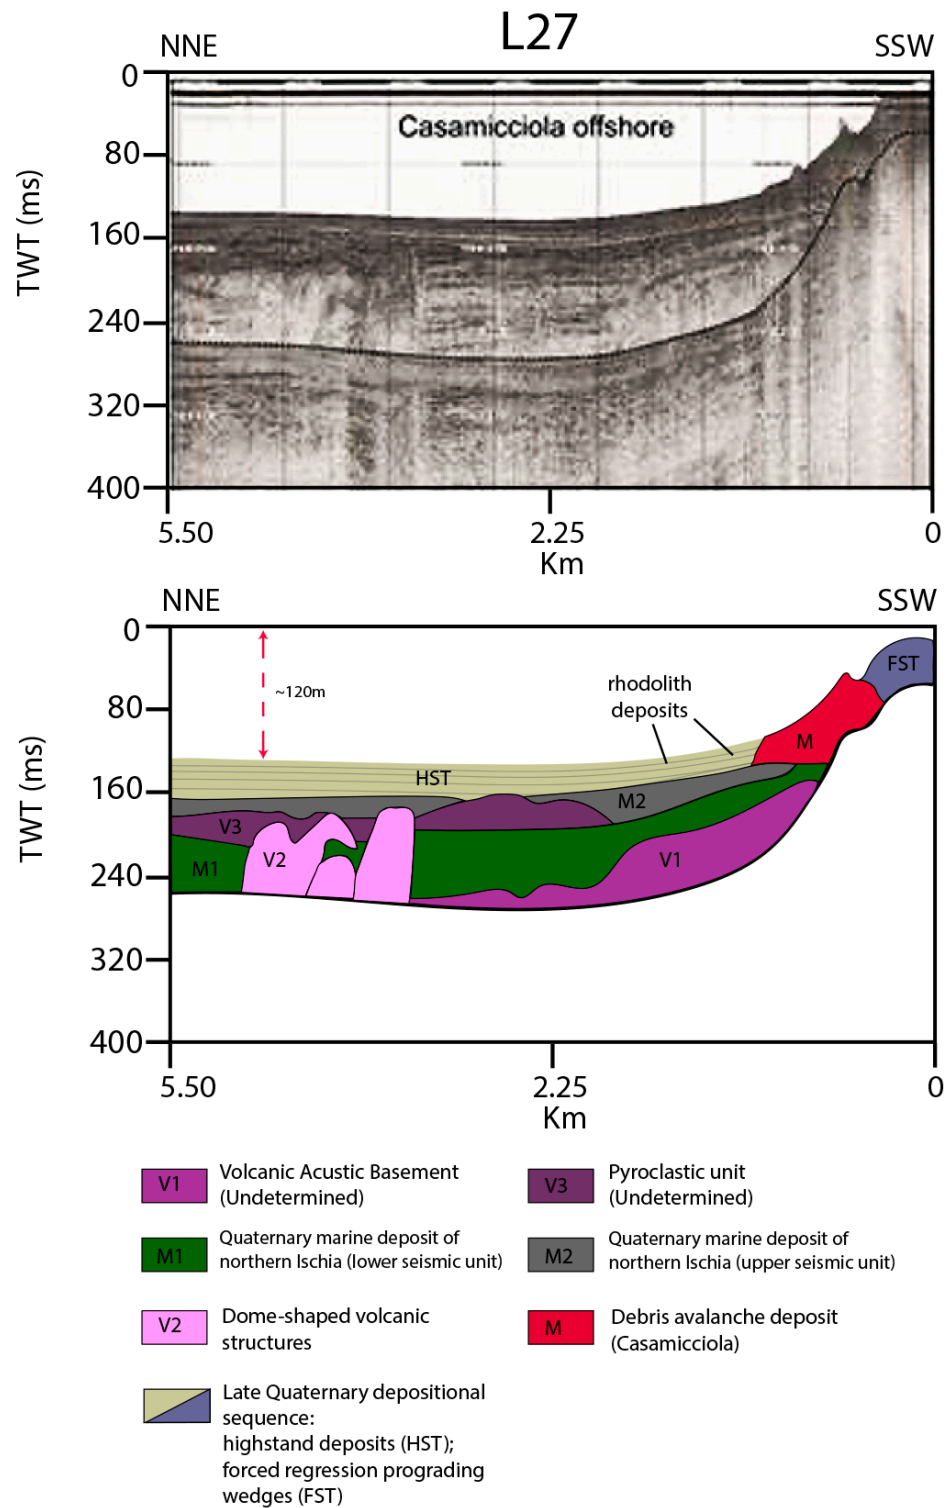 L27
NNE
SSW
0
80
160
240
320
400
TWT (ms)
Casamicciola offshore
5.50
2.25
0
Km
NNE
SSW
0
80
160
240
320
400
TWT (ms)
~120m
rhodolith
deposits
FST
M
HST
M2
V3
V2
M1
V1
5.50
2.25
0
Km
V1
Volcanic Acustic Basement
(Undetermined)
V3
Pyroclastic unit
(Undetermined)
M1
Quaternary marine deposit of
northern Ischia (lower seismic unit)
M2
Quaternary marine deposit of
northern Ischia (upper seismic unit)
V2
Dome-shaped volcanic
structures
M
Debris avalanche deposit
(Casamicciola)
Late Quaternary depositional
sequence:
highstand deposits (HST);
forced regression prograding
wedges (FST)